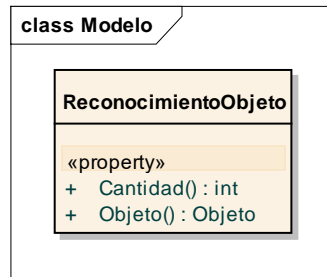 class Modelo
ReconocimientoObjeto
«property»
+ Cantidad() : int
+ Objeto() : Objeto